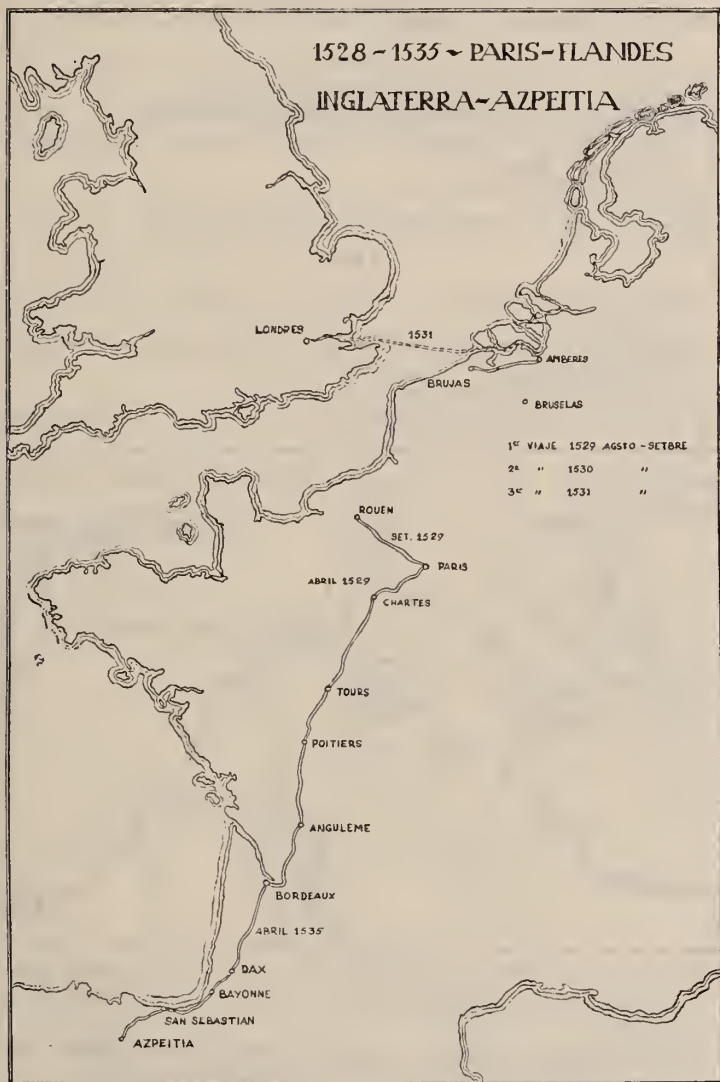 1528 - 1535 - PARIS-FLANDES
INGLATERRA-AZPEITIA
LONDRES
1531
AMBERES
BRUJAS
BRUSELAS
1er VIAJE 1529 AGSTO - SETBRE
2o " 1530 "
3er " 1531 "
ROUEN
SET. 1529
PARIS
ABRIL 1529
CHARTES
TOURS
POITIERS
ANGULEME
BORDEAUX
ABRIL 1535
DAX
BAYONNE
SAN SEBASTIAN
AZPEITIA